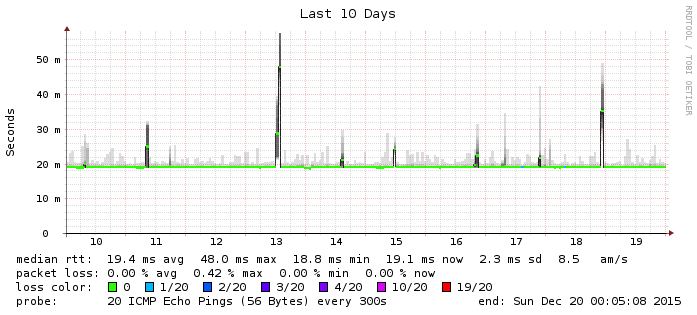 Last 10 Days
RRDTOOL / TOBI OETIKER
Seconds
50 m
40 m
30 m
20 m
10 m
0
10 11 12 13 14 15 16 17 18 19
median rtt: 19.4 ms avg 48.0 ms max 18.8 ms min 19.1 ms now 2.3 ms sd 8.5 am/s
packet loss: 0.00 % avg 0.42 % max 0.00 % min 0.00 % now
loss color: 0 1/20 2/20 3/20 4/20 10/20 19/20
probe: 20 ICMP Echo Pings (56 Bytes) every 300s end: Sun Dec 20 00:05:08 2015